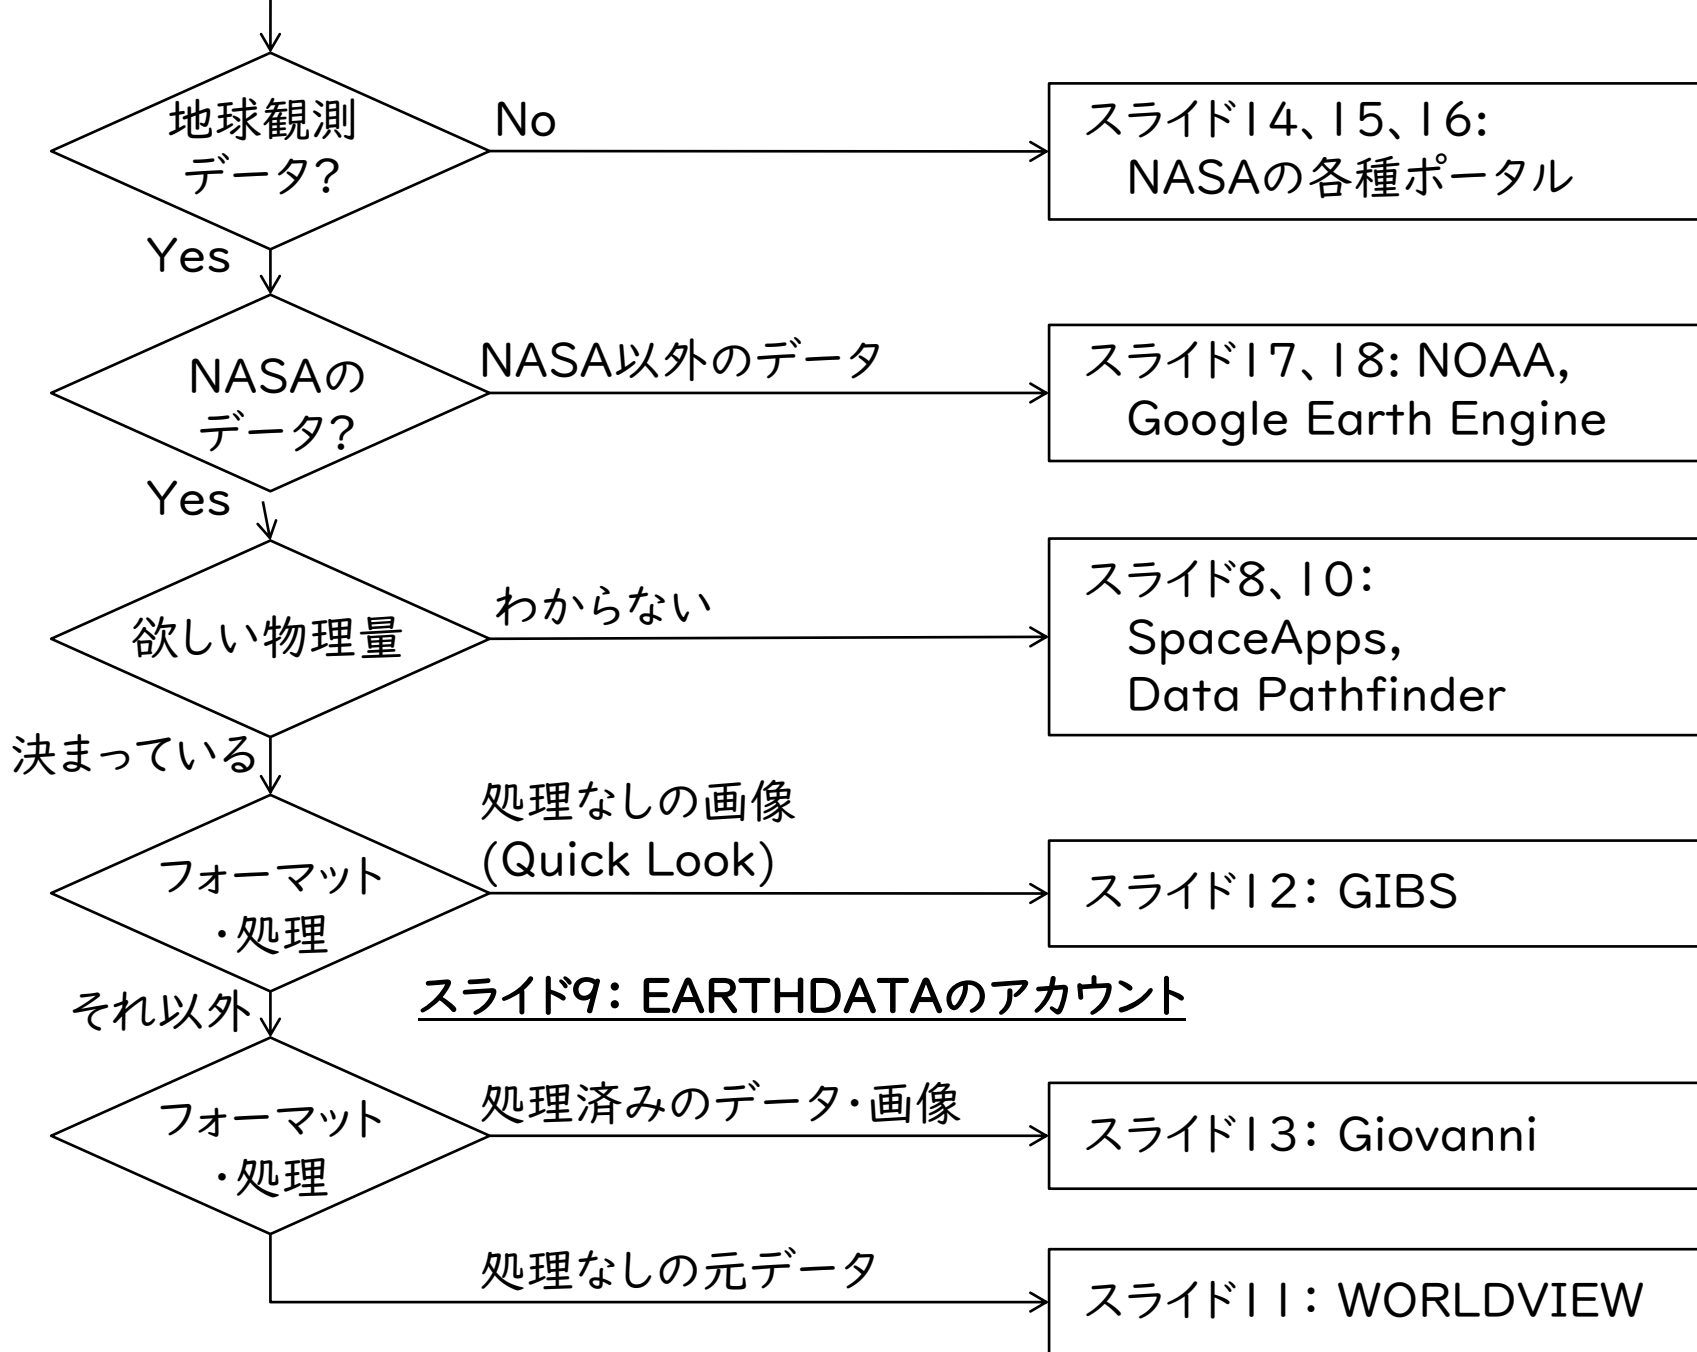 地球観測
データ?
No
スライド14、15、16:
NASAの各種ポータル
Yes
NASAの
データ?
NASA以外のデータ
スライド17、18: NOAA,
Google Earth Engine
Yes
欲しい物理量
わからない
スライド8、10:
SpaceApps,
Data Pathfinder
決まっている
フォーマット
・処理
処理なしの画像
(Quick Look)
スライド12: GIBS
それ以外
スライド9: EARTHDATAのアカウント
フォーマット
・処理
処理済みのデータ・画像
スライド13: Giovanni
処理なしの元データ
スライド11: WORLDVIEW